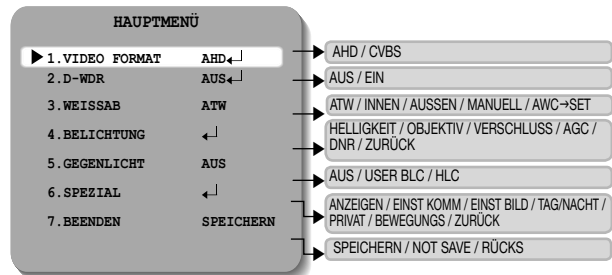 HAUPTMENÜ
1.VIDEO FORMAT AHD↵
2.D-WDR AUS↵
3.WEISSAB ATW
4.BELICHTUNG ↵
5.GEGENLICHT AUS
6.SPEZIAL ↵
7.BEENDEN SPEICHERN
AHD / CVBS
AUS / EIN
ATW / INNEN / AUSSEN / MANUELL / AWC→SET
HELLIGKEIT / OBJEKTIV / VERSCHLUSS / AGC /
DNR / ZURÜCK
AUS / USER BLC / HLC
ANZEIGEN / EINST KOMM / EINST BILD / TAG/NACHT /
PRIVAT / BEWEGUNGS / ZURÜCK
SPEICHERN / NOT SAVE / RÜCKS